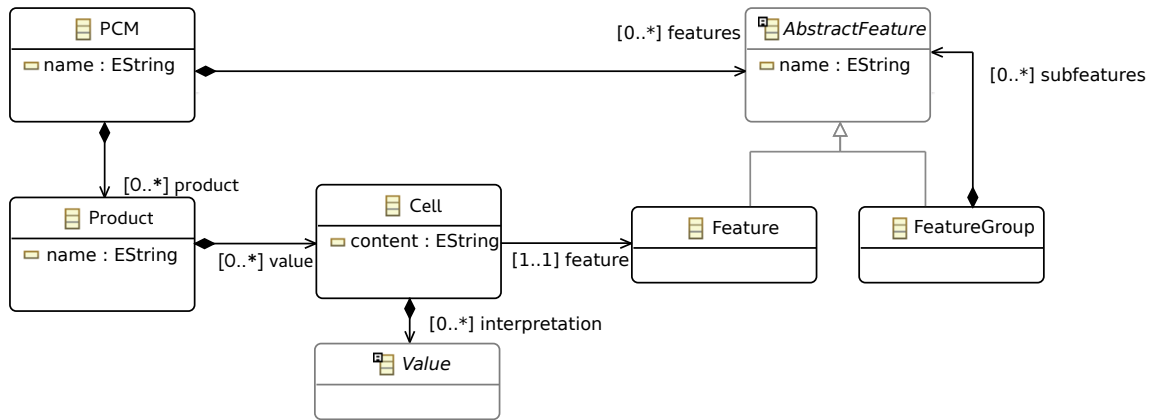 PCM
name : EString
[0..*] features
AbstractFeature
name : EString
[0..*] subfeatures
[0..*] product
Product
name : EString
[0..*] value
Cell
content : EString
[1..1] feature
Feature
FeatureGroup
[0..*] interpretation
Value